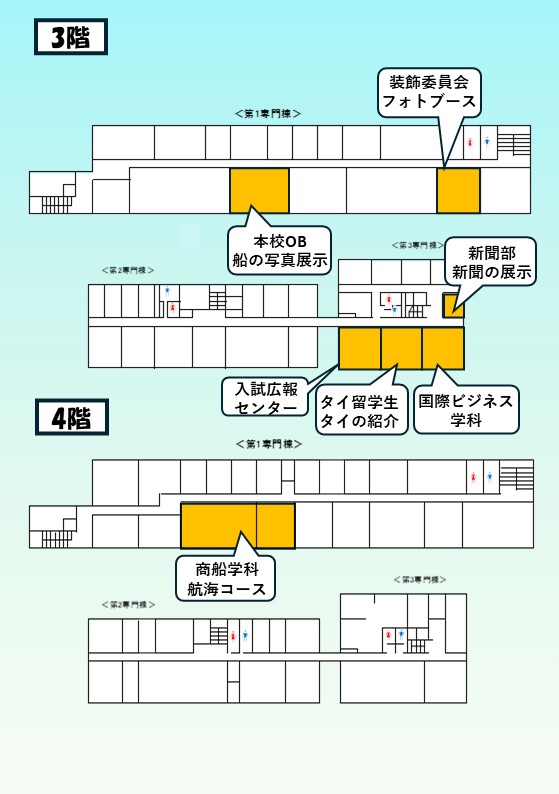 3階
装飾委員会
フォトブース
＜第1専門棟＞
本校OB
船の写真展示
＜第3専門棟＞
新聞部
新聞の展示
＜第2専門棟＞
入試広報
センター
タイ留学生
タイの紹介
国際ビジネス
学科
4階
＜第1専門棟＞
商船学科
航海コース
＜第3専門棟＞
＜第2専門棟＞